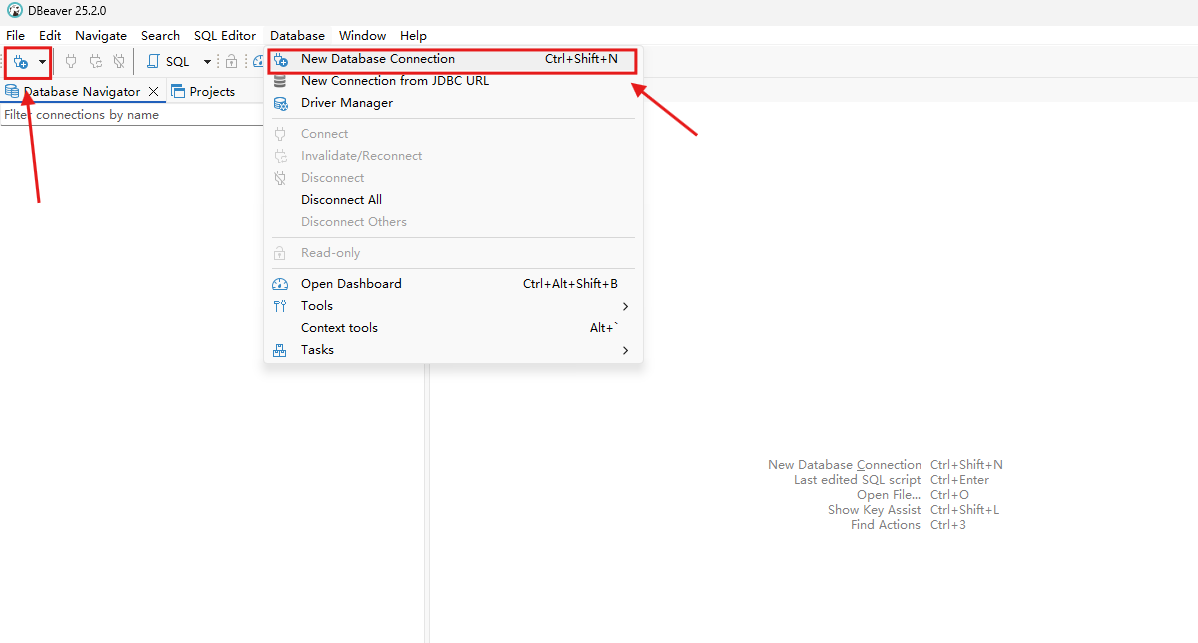 DBeaver 25.2.0
File Edit Navigate Search SQL Editor Database Window Help
SQL
Database Navigator Projects
Filter connections by name
New Database Connection Ctrl+Shift+N
New Connection from JDBC URL
Driver Manager
Connect
Invalidate/Reconnect
Disconnect
Disconnect All
Disconnect Others
Read-only
Open Dashboard Ctrl+Alt+Shift+B
Tools
Context tools Alt+`
Tasks
New Database Connection Ctrl+Shift+N
Last edited SQL script Ctrl+Enter
Open File... Ctrl+O
Show Key Assist Ctrl+Shift+L
Find Actions Ctrl+3